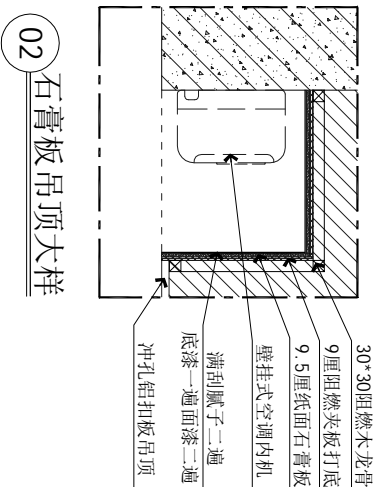 30*30阻燃木龙骨
9厘阻燃夹板打底
9.5厘纸面石膏板
壁挂式空调内机
满刮腻子二遍
底漆一遍面漆二遍
冲孔铝扣板吊顶
02
石膏板吊顶大样